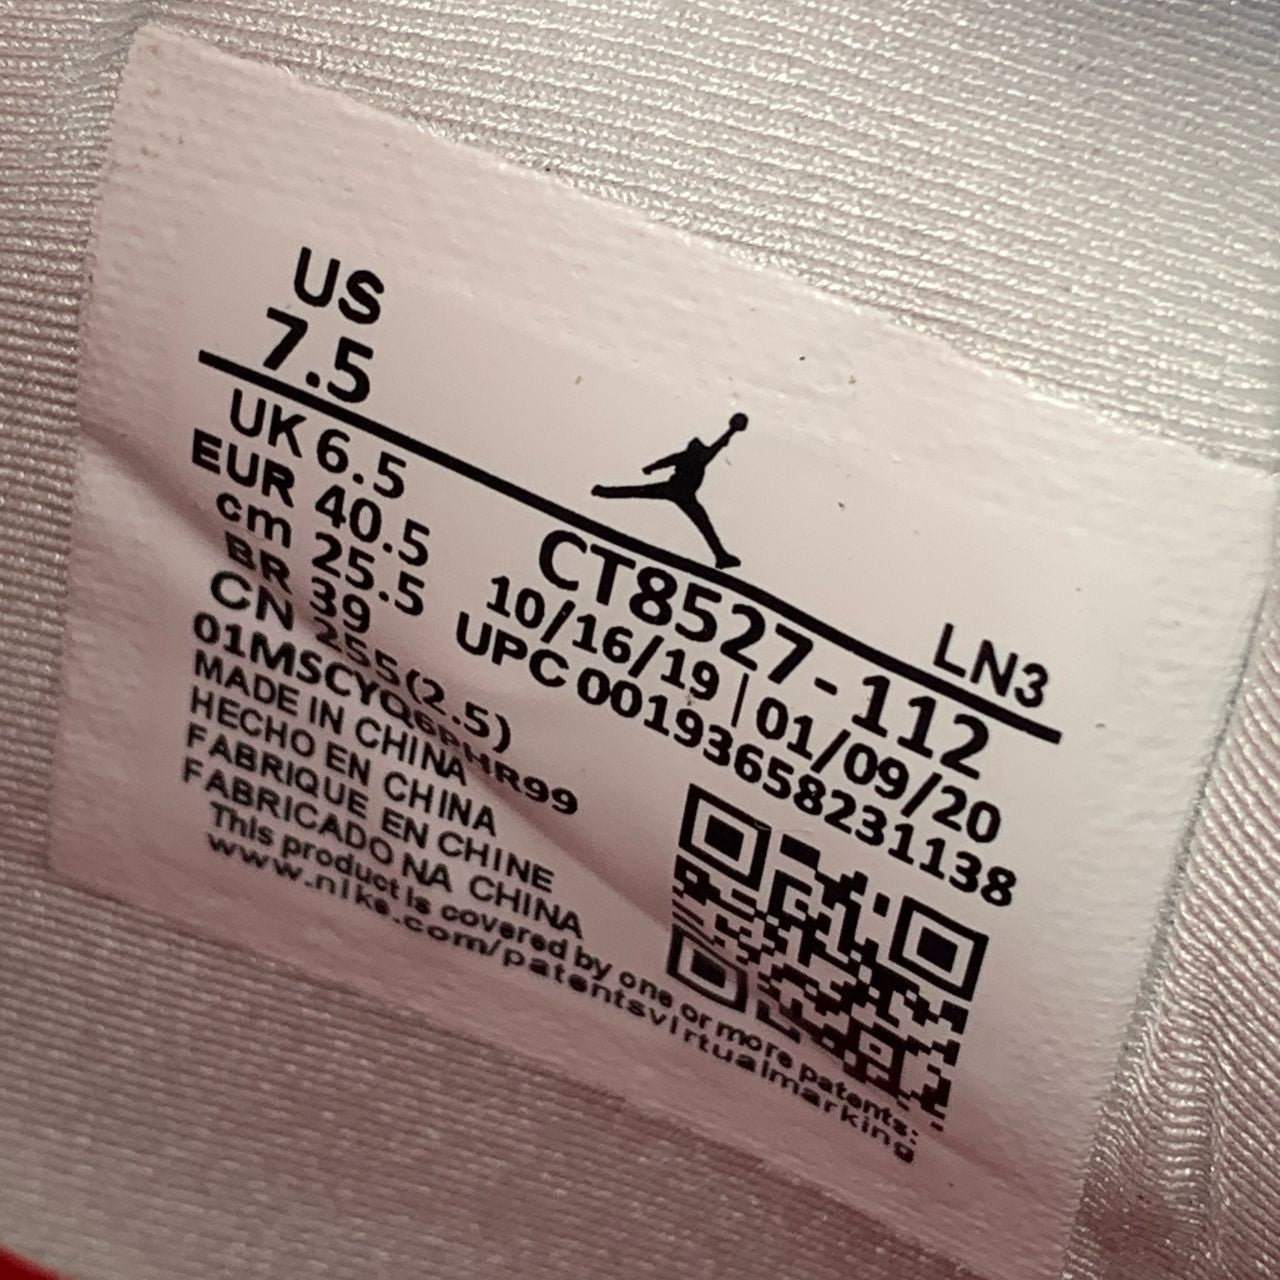 US
7.5
LN3
UK 6.5
EUR 40.5
cm 25.5
BR 39
CN 255(2.5)
CT8527-112
10/16/19 | 01/09/20
UPC 00193658231138
MADE IN CHINA
HECHO EN CHINA
FABRIQUE EN CHINE
FABRICADO NA CHINA
This product is covered by one or more patents:
www.nike.com/patentsvirtualmarking